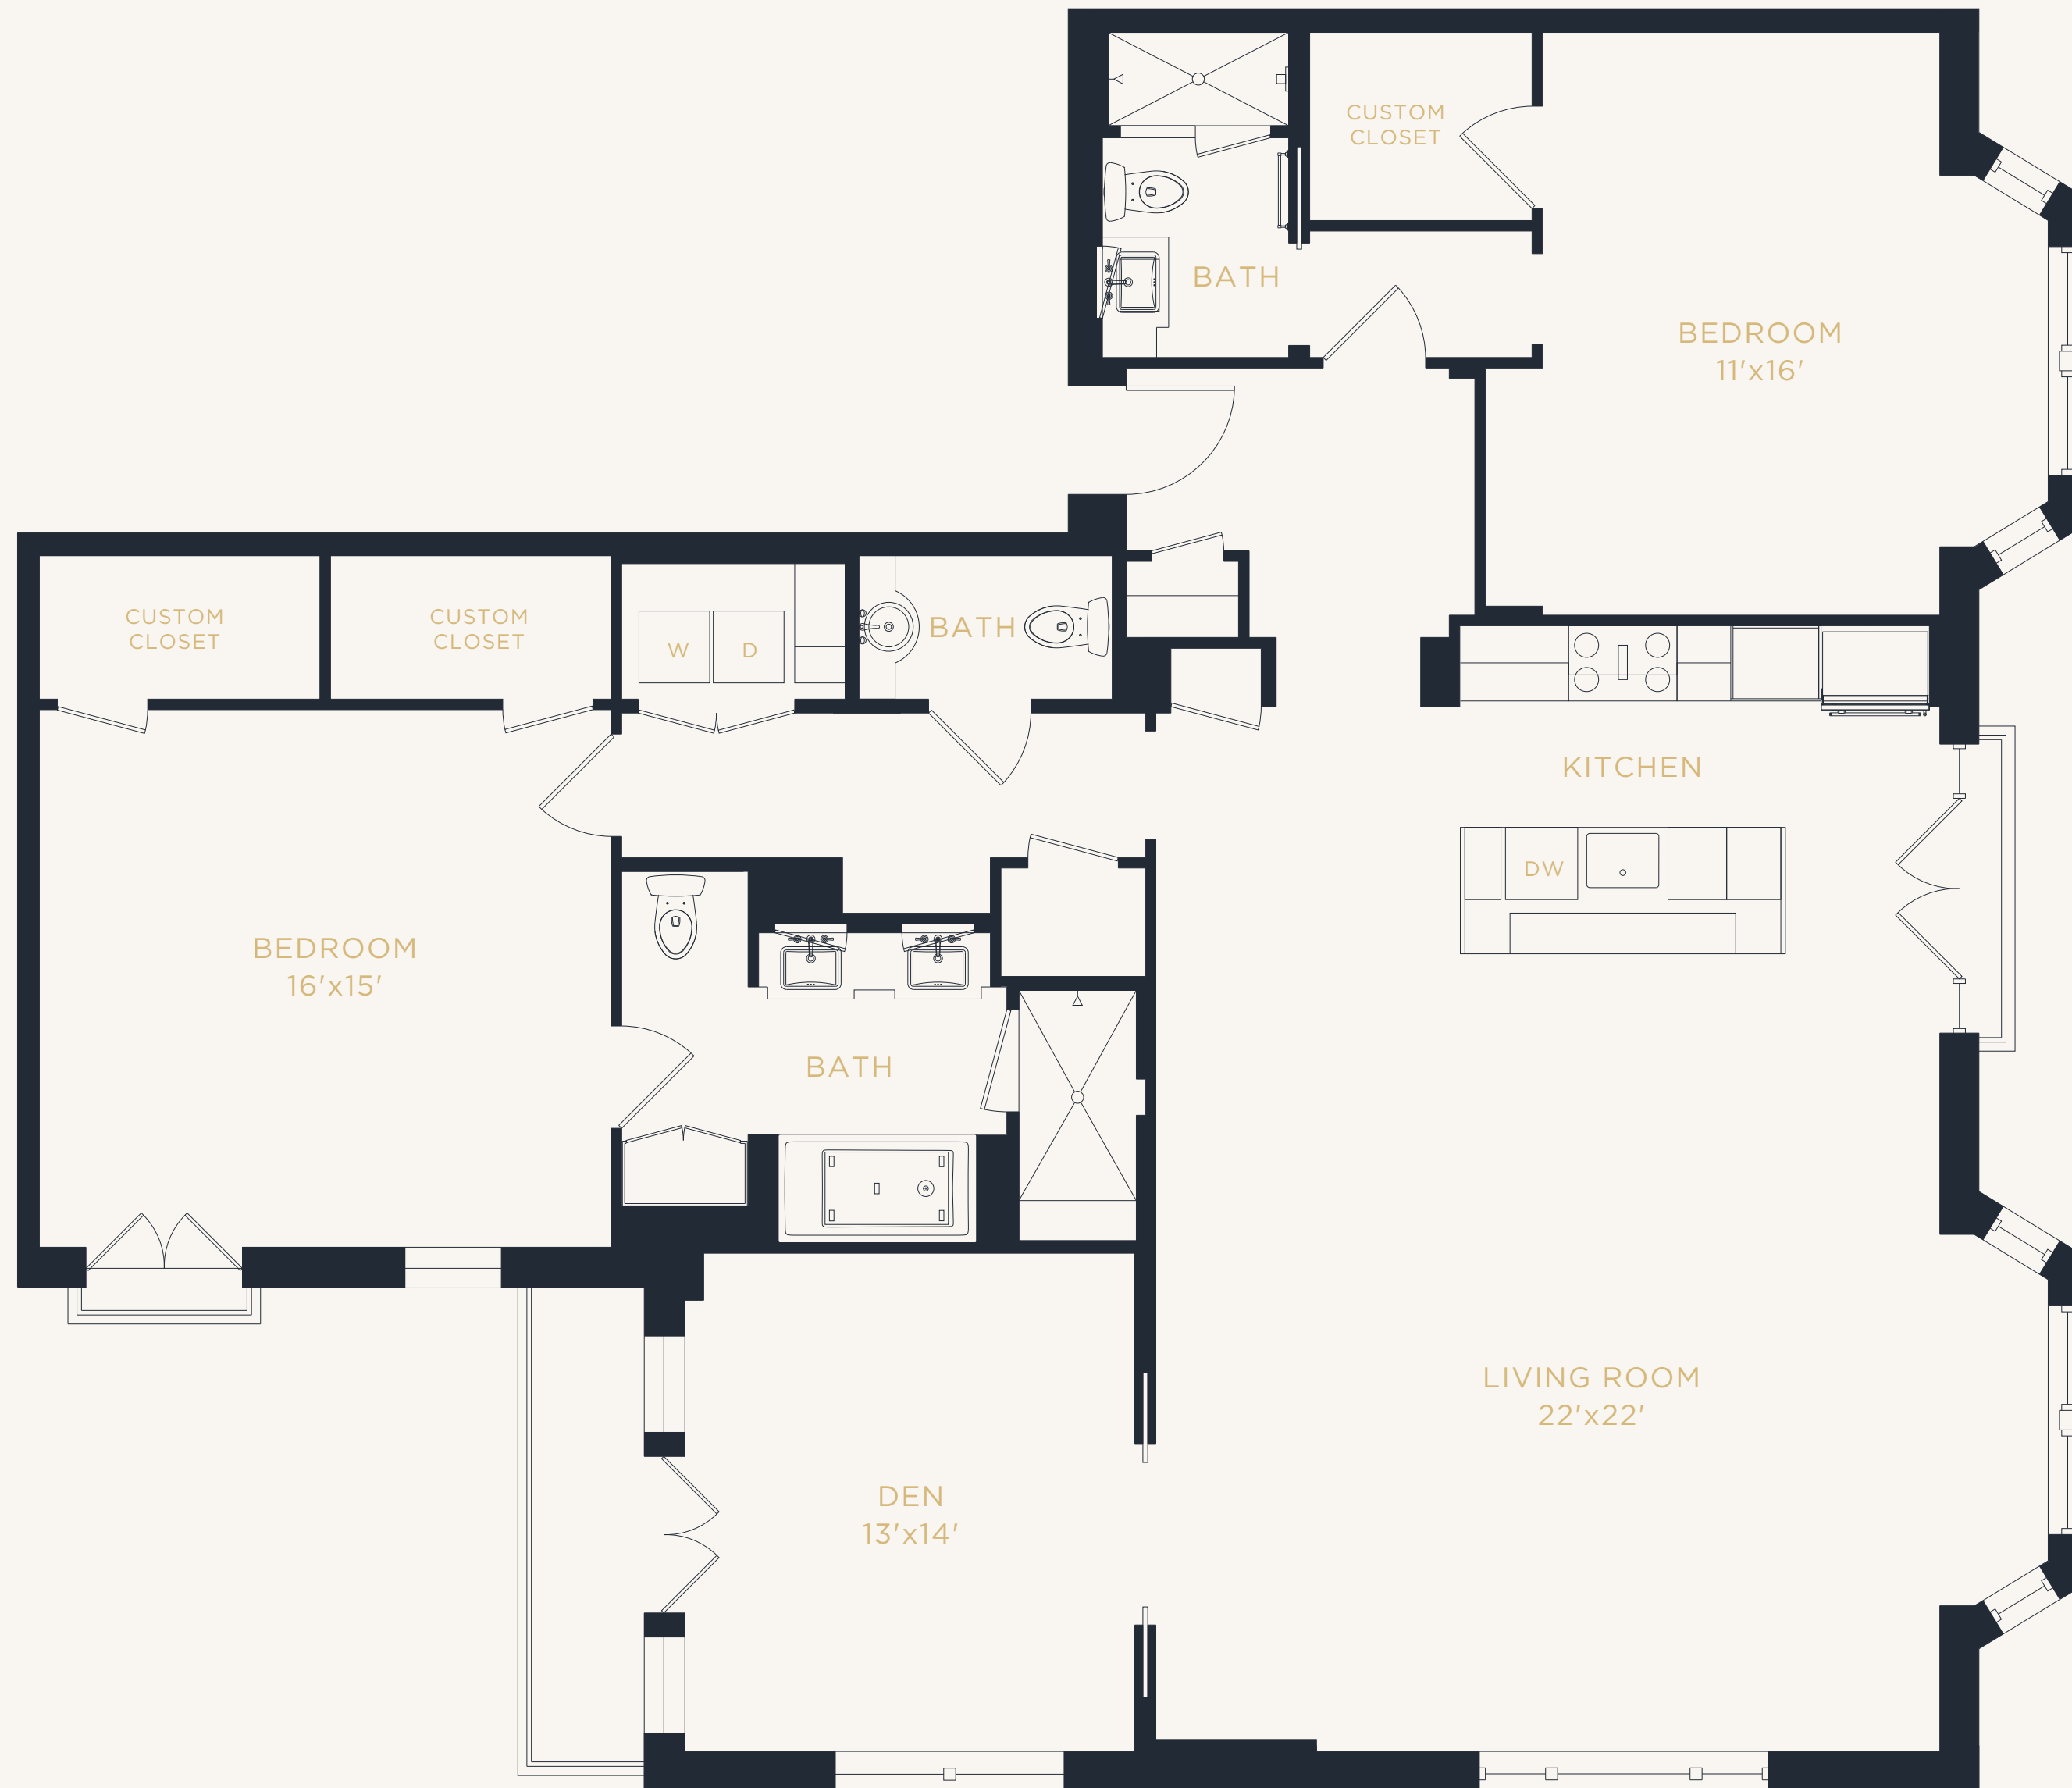 CUSTOM
CLOSET
BATH
BEDROOM
11'x16'
CUSTOM
CLOSET
CUSTOM
CLOSET
W
D
BATH
KITCHEN
DW
BEDROOM
16'x15'
BATH
LIVING ROOM
22'x22'
DEN
13'x14'